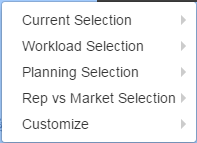 Current Selection
Workload Selection
Planning Selection
Rep vs Market Selection
Customize